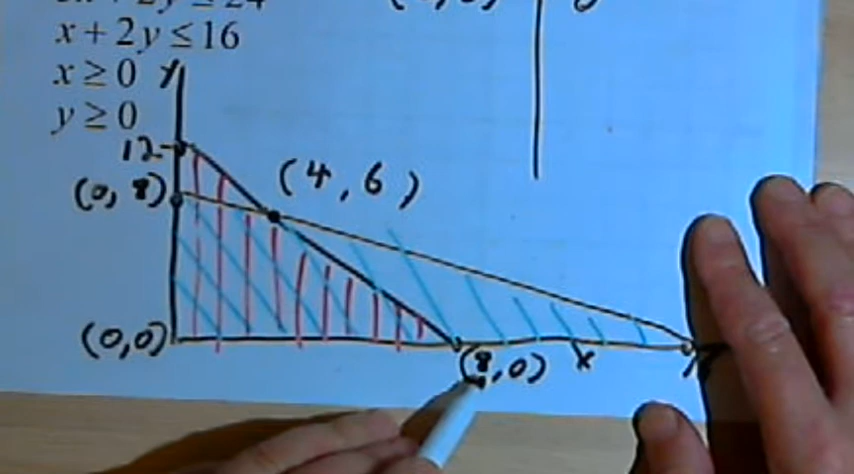 x + 2y ≤ 16
x ≥ 0 y
y ≥ 0
12
(0, 8)
(4, 6)
(0,0)
(8,0) x